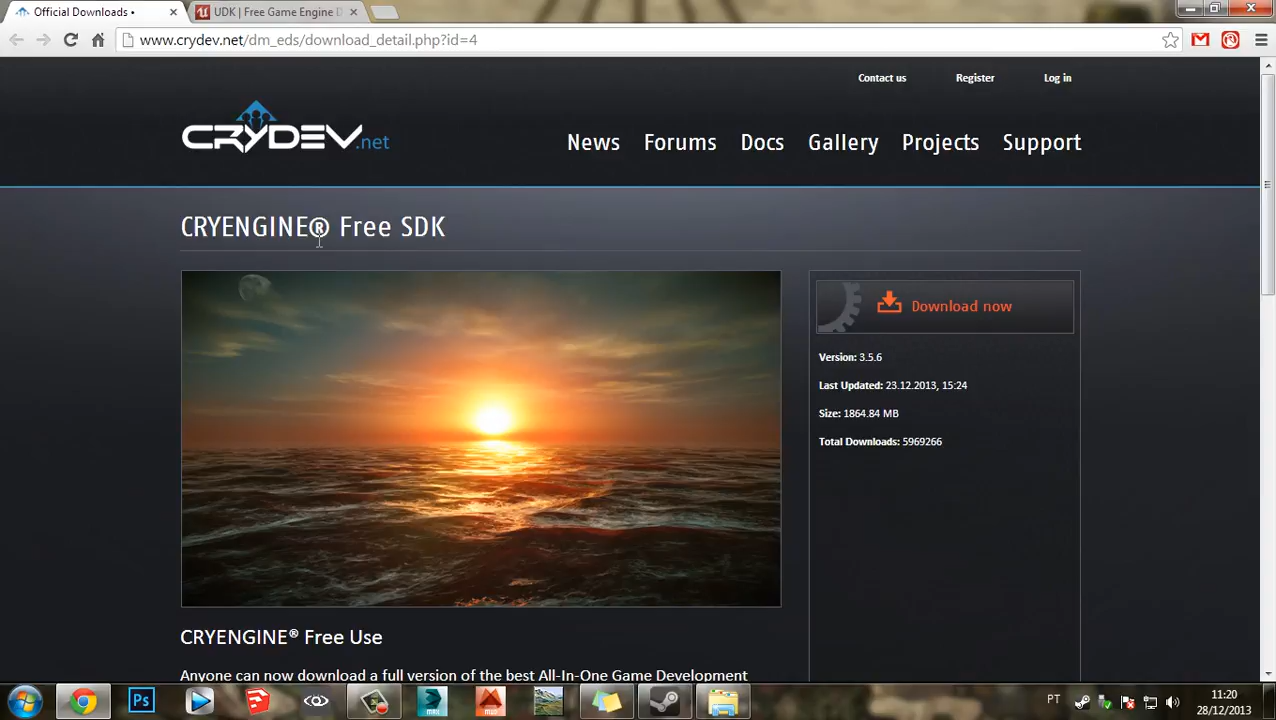 Official Downloads •
UDK | Free Game Engine D
www.crydev.net/dm_eds/download_detail.php?id=4
Contact us
Register
Log in
CRYDEV.net
News
Forums
Docs
Gallery
Projects
Support
CRYENGINE® Free SDK
Download now
Version: 3.5.6
Last Updated: 23.12.2013, 15:24
Size: 1864.84 MB
Total Downloads: 5969266
CRYENGINE® Free Use
Anyone can now download a full version of the best All-In-One Game Development
Ps
PT
11:20
28/12/2013